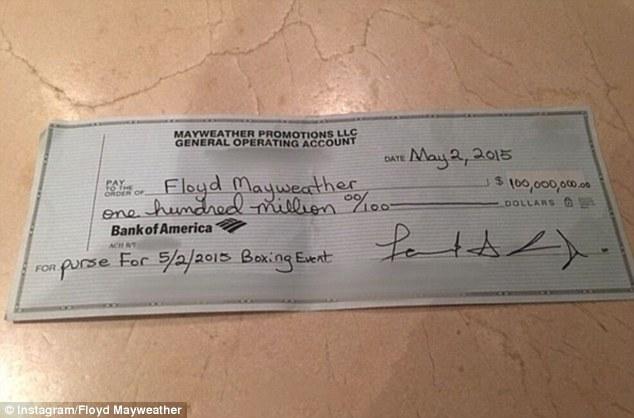 MAYWEATHER PROMOTIONS LLC
GENERAL OPERATING ACCOUNT
DATE May 2, 2015
PAY TO THE ORDER OF Floyd Mayweather $ 100,000,000.00
one hundred million 00/100 DOLLARS
Bank of America
ACH R/T
FOR purse For 5/2/2015 Boxing Event
© Instagram/Floyd Mayweather